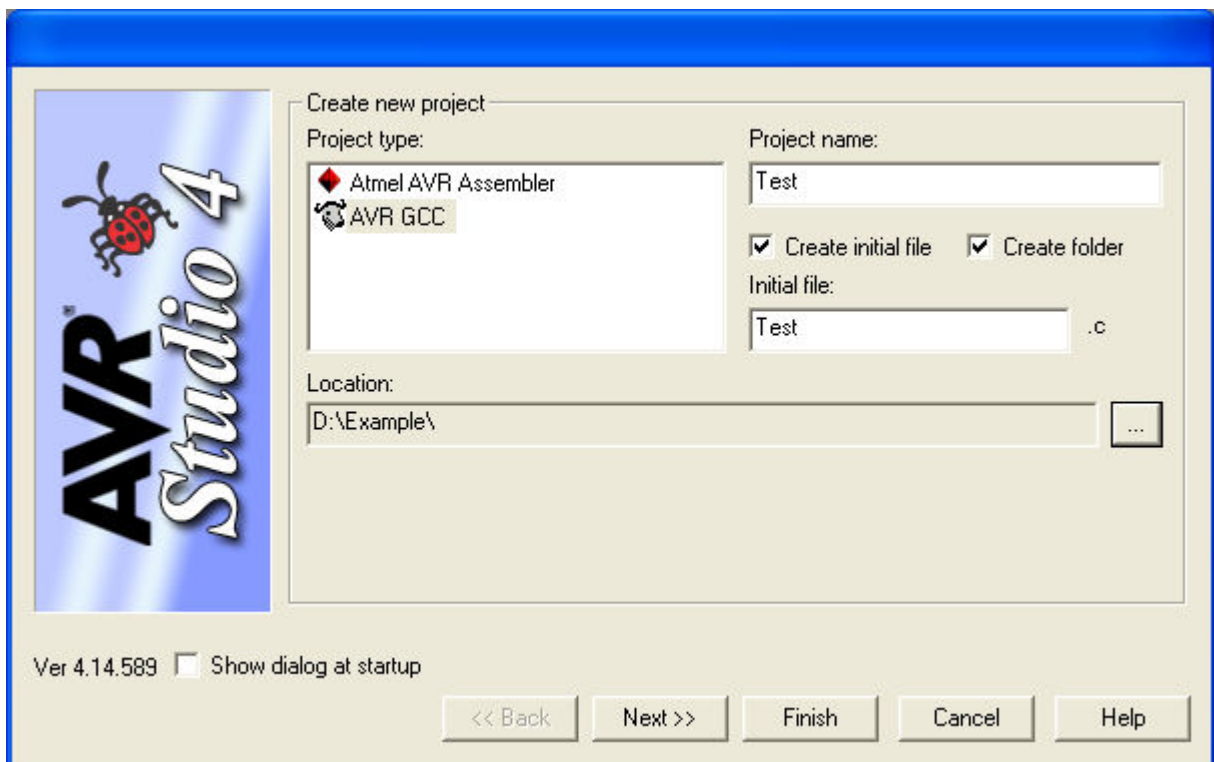 Create new project
Project type:
Atmel AVR Assembler
AVR GCC
Project name:
Test
Create initial file
Create folder
Initial file:
Test
.c
Location:
D:\Example\
...
AVR®
Studio 4
Ver 4.14.589
Show dialog at startup
<< Back
Next >>
Finish
Cancel
Help